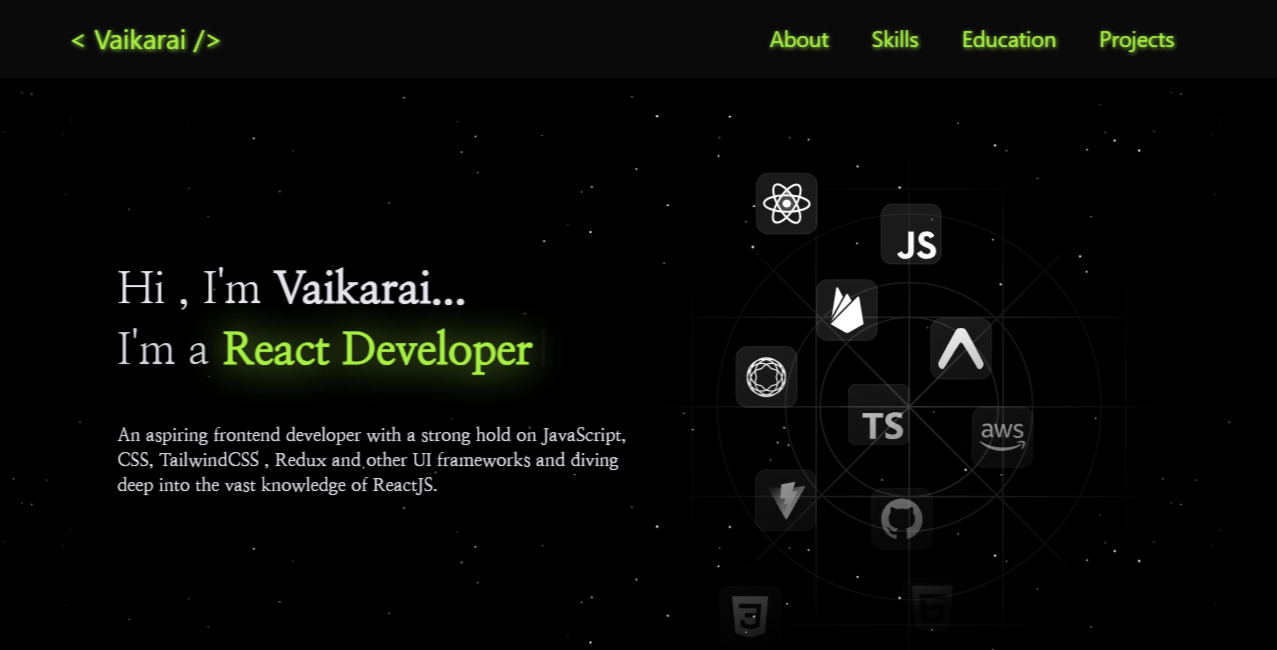 < Vaikarai />
About Skills Education Projects
Hi , I'm Vaikarai...
I'm a React Developer
An aspiring frontend developer with a strong hold on JavaScript,
CSS, TailwindCSS , Redux and other UI frameworks and diving
deep into the vast knowledge of ReactJS.
JS
TS
aws
3
5